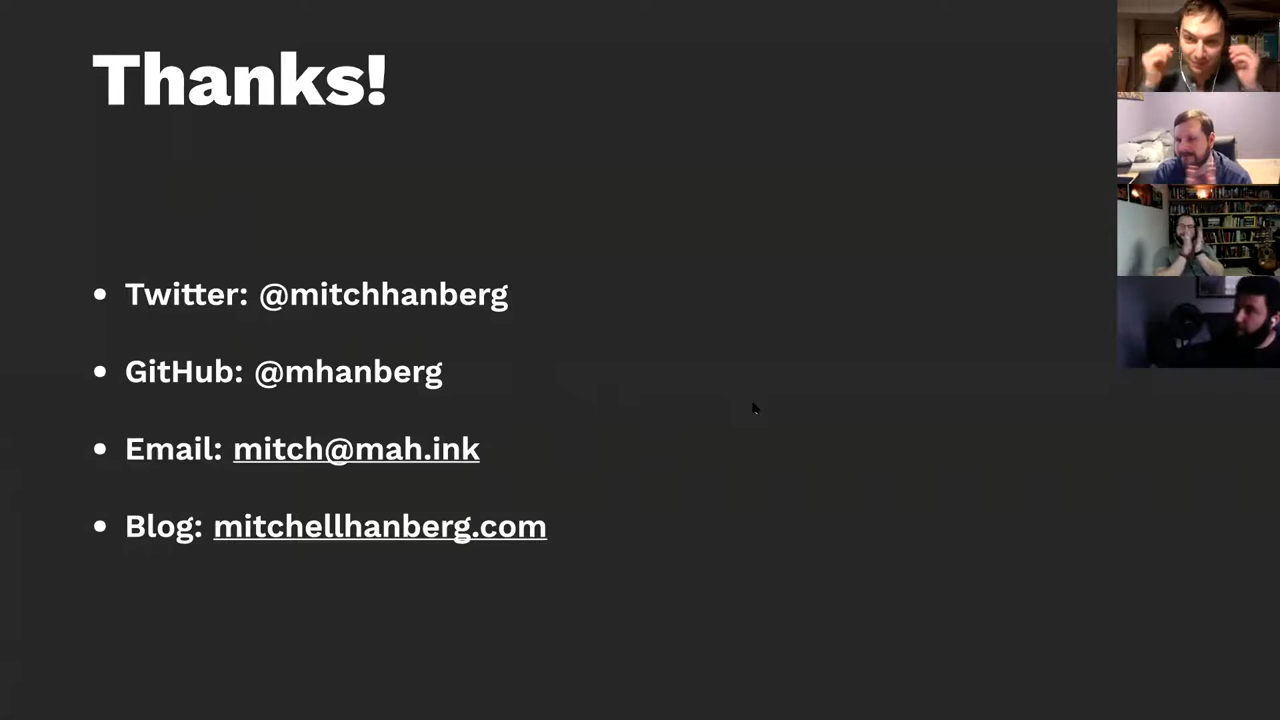 Thanks!
• Twitter: @mitchhanberg
• GitHub: @mhanberg
• Email: mitch@mah.ink
• Blog: mitchellhanberg.com